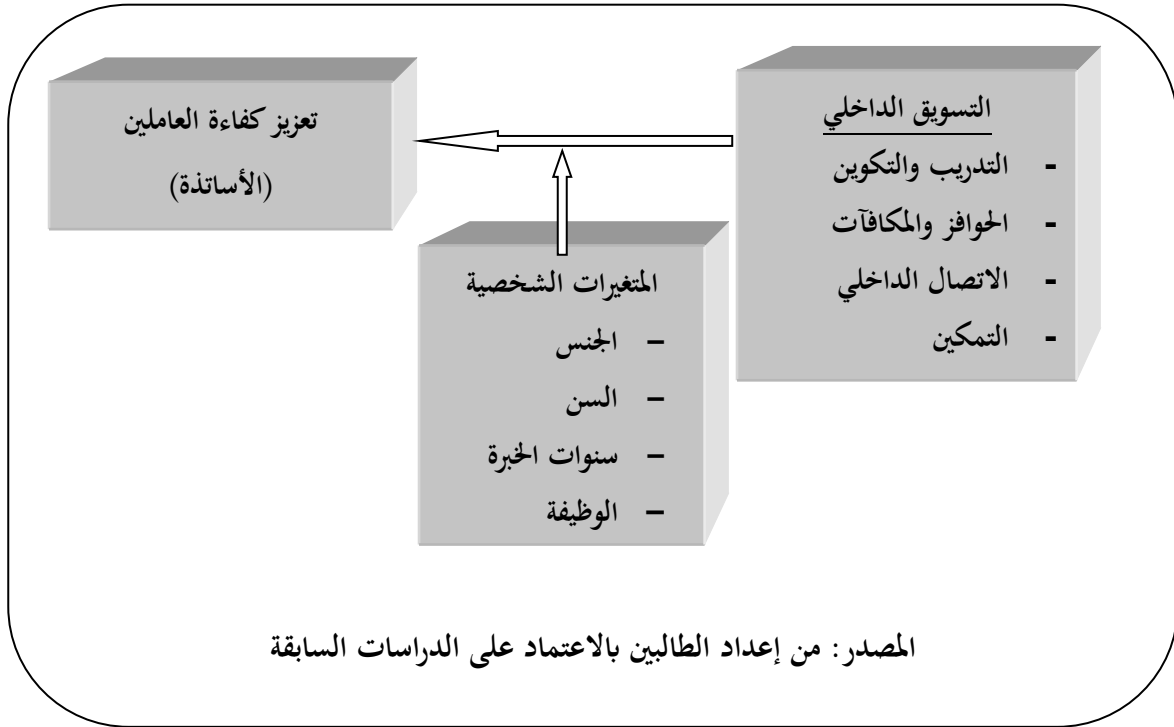 التسويق الداخلي
- التدريب والتكوين
- الحوافز والمكافآت
- الاتصال الداخلي
- التمكين
تعزيز كفاءة العاملين
(الأساتذة)
المتغيرات الشخصية
– الجنس
– السن
– سنوات الخبرة
– الوظيفة
المصدر: من إعداد الطالبين بالاعتماد على الدراسات السابقة